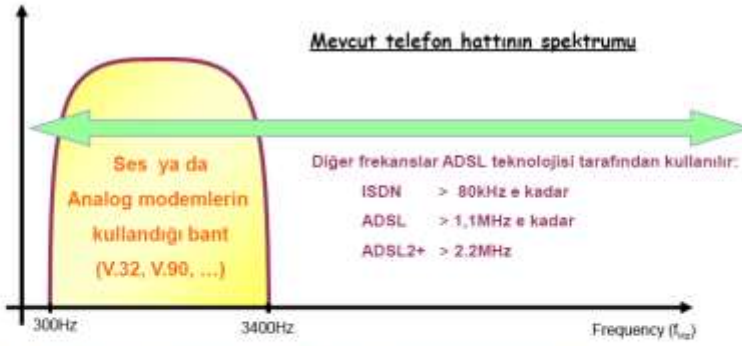 Mevcut telefon hattının spektrumu
Ses ya da
Analog modemlerin
kullandığı bant
(V.32, V.90, …)
Diğer frekanslar ADSL teknolojisi tarafından kullanılır:
ISDN > 80kHz e kadar
ADSL > 1,1MHz e kadar
ADSL2+ > 2.2MHz
300Hz
3400Hz
Frequency (fHz)